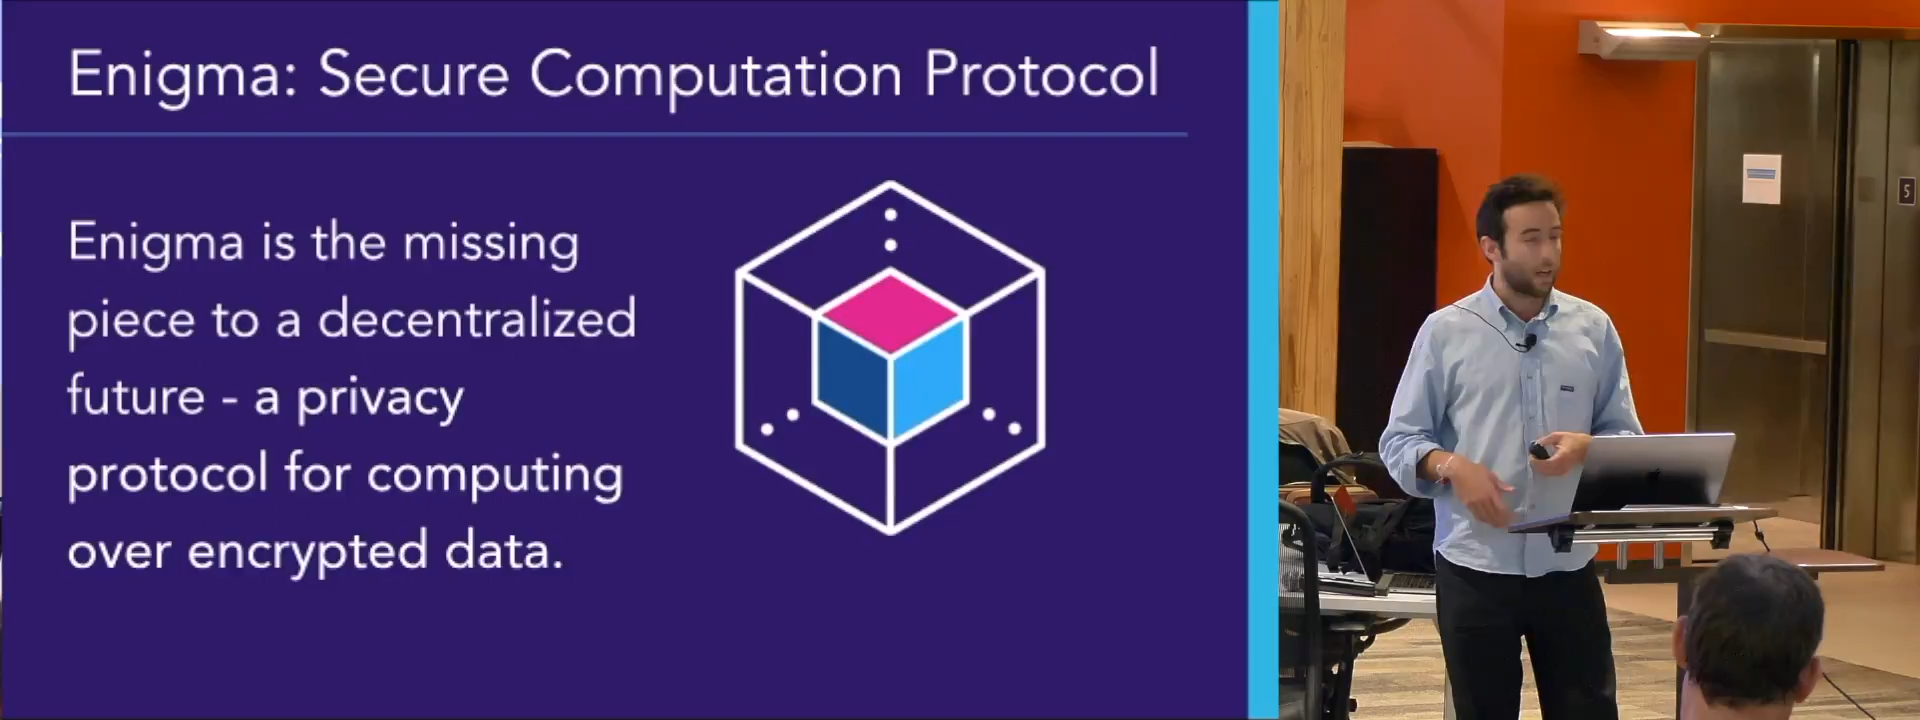 Enigma: Secure Computation Protocol
Enigma is the missing
piece to a decentralized
future - a privacy
protocol for computing
over encrypted data.
5